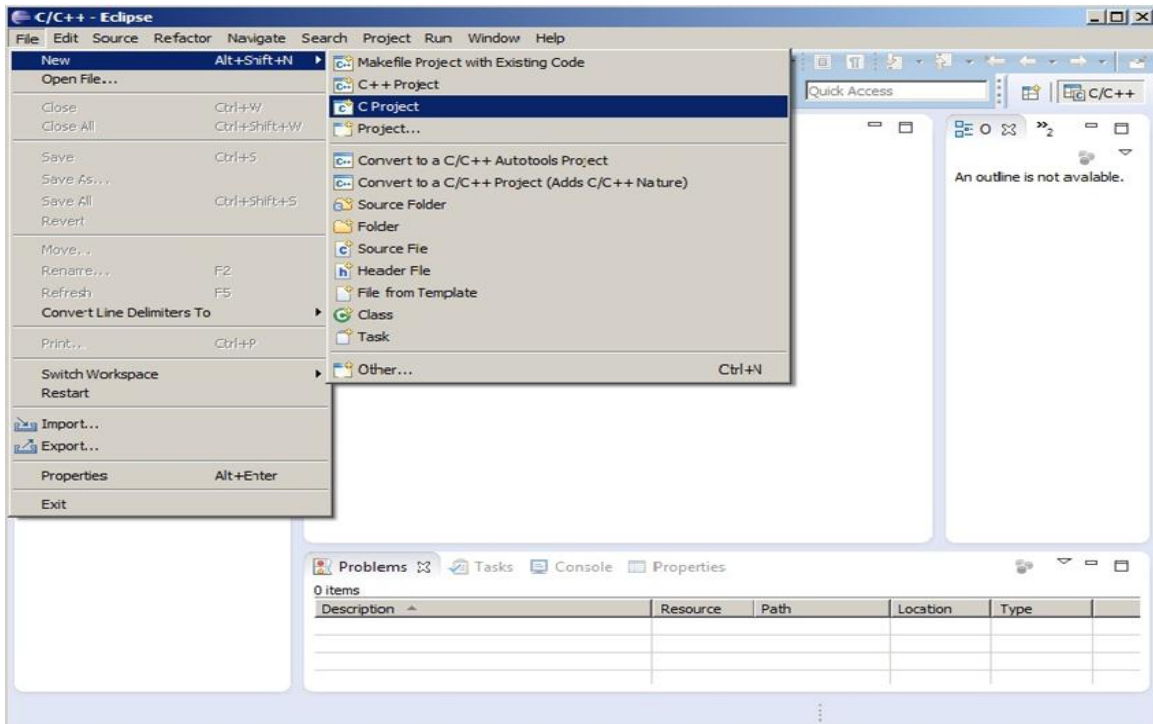 C/C++ - Eclipse
File Edit Source Refactor Navigate Search Project Run Window Help
New Alt+Shift+N
Open File...
Close Ctrl+W
Close All Ctrl+Shift+W
Save Ctrl+S
Save As...
Save All Ctrl+Shift+S
Revert
Move...
Rename... F2
Refresh F5
Convert Line Delimiters To
Print... Ctrl+P
Switch Workspace
Restart
Import...
Export...
Properties Alt+Enter
Exit
Makefile Project with Existing Code
C++ Project
C Project
Project...
Convert to a C/C++ Autotools Project
Convert to a C/C++ Project (Adds C/C++ Nature)
Source Folder
Folder
Source File
Header File
File from Template
Class
Task
Other... Ctrl+N
Quick Access
C/C++
O »2
An outline is not available.
Problems Tasks Console Properties
0 items
Description Resource Path Location Type